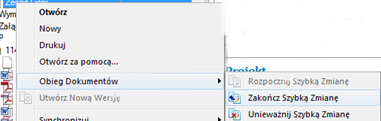 Otwórz
Nowy
Drukuj
Otwórz za pomocą...
Projekt
Obieg Dokumentów
Rozpocznij Szybką Zmianę
Utwórz Nową Wersję
Zakończ Szybką Zmianę
Synchronizuj
Unieważnij Szybką Zmianę